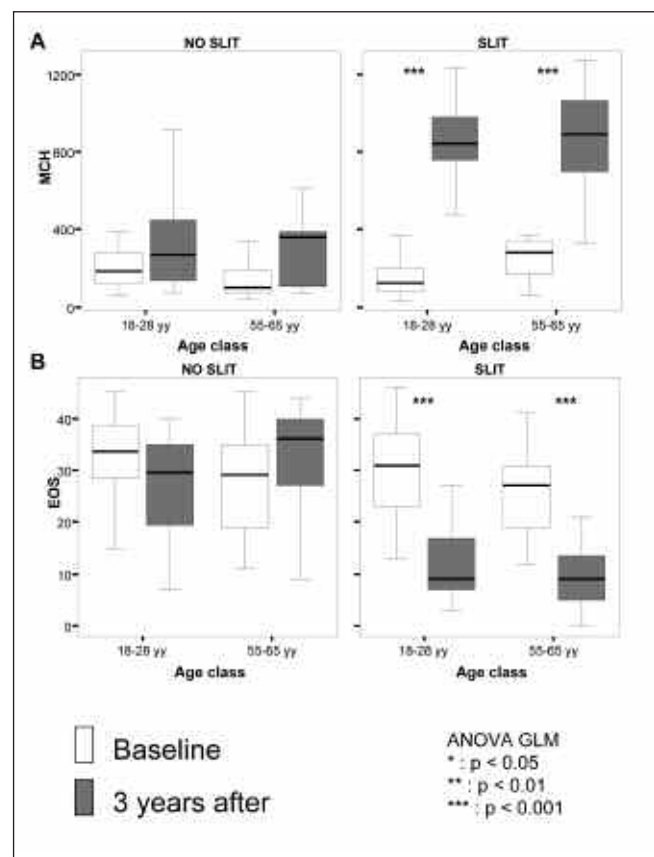 A
NO SLIT
SLIT
MCH
1200
800
400
0
***
***
18-28 yy
55-65 yy
18-28 yy
55-65 yy
Age class
Age class
B
NO SLIT
SLIT
EOS
40
30
20
10
0
***
***
18-28 yy
55-65 yy
18-28 yy
55-65 yy
Age class
Age class
Baseline
3 years after
ANOVA GLM
* : p < 0.05
** : p < 0.01
*** : p < 0.001